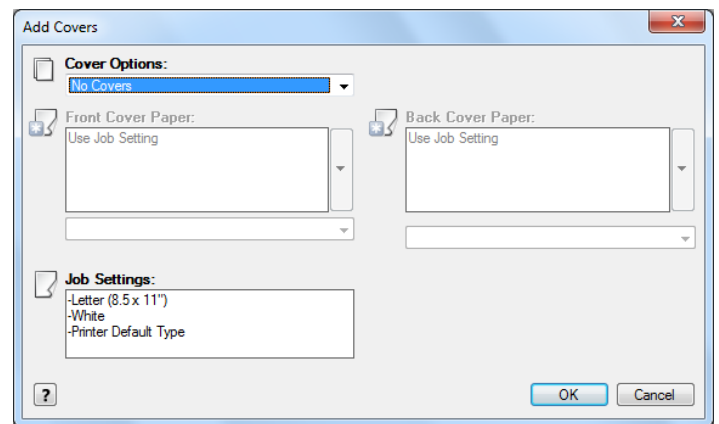 Add Covers
Cover Options:
No Covers
Front Cover Paper:
Use Job Setting
Back Cover Paper:
Use Job Setting
Job Settings:
-Letter (8.5 x 11")
-White
-Printer Default Type
?
OK
Cancel